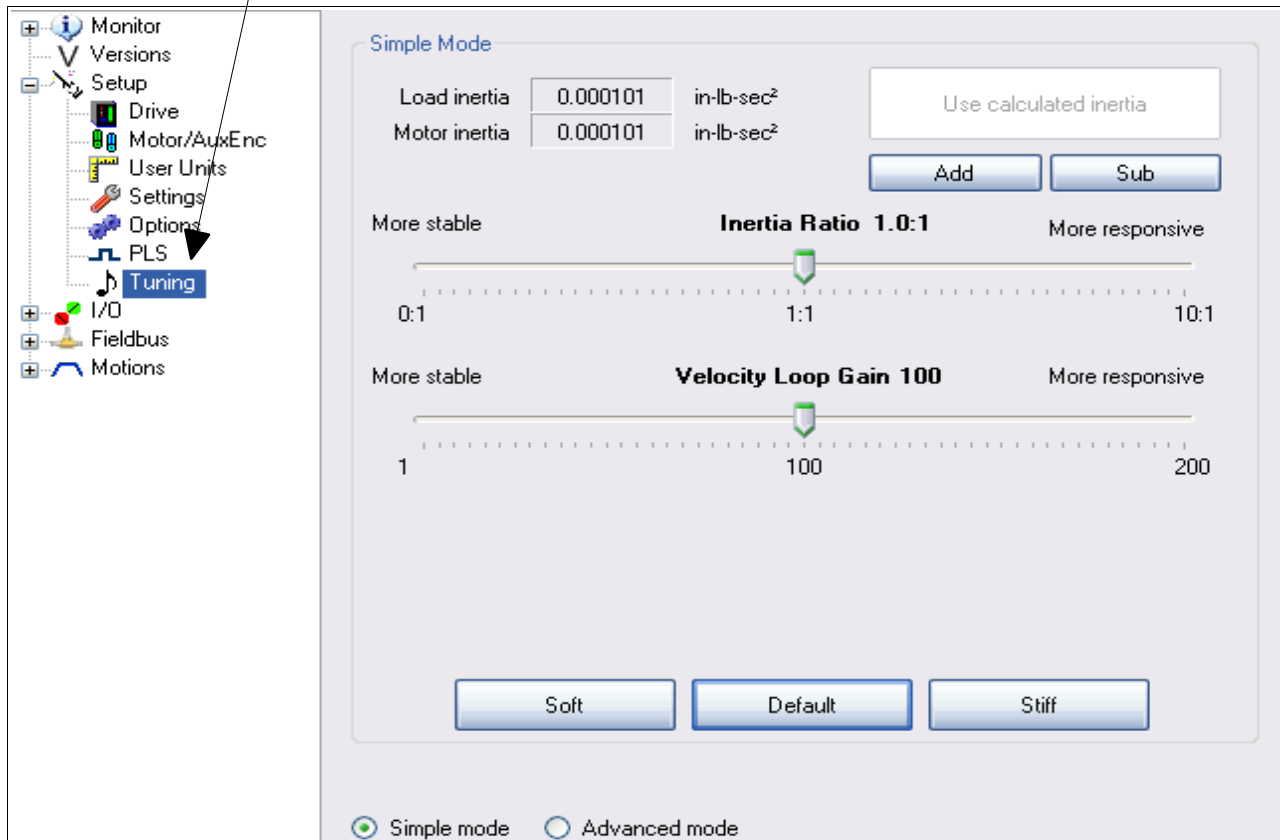 Monitor
Versions
Setup
Drive
Motor/AuxEnc
User Units
Settings
Options
PLS
Tuning
I/O
Fieldbus
Motions
Simple Mode
Load inertia 0.000101 in-lb-sec²
Motor inertia 0.000101 in-lb-sec²
Use calculated inertia
Add Sub
More stable Inertia Ratio 1.0:1 More responsive
0:1 1:1 10:1
More stable Velocity Loop Gain 100 More responsive
1 100 200
Soft Default Stiff
Simple mode Advanced mode